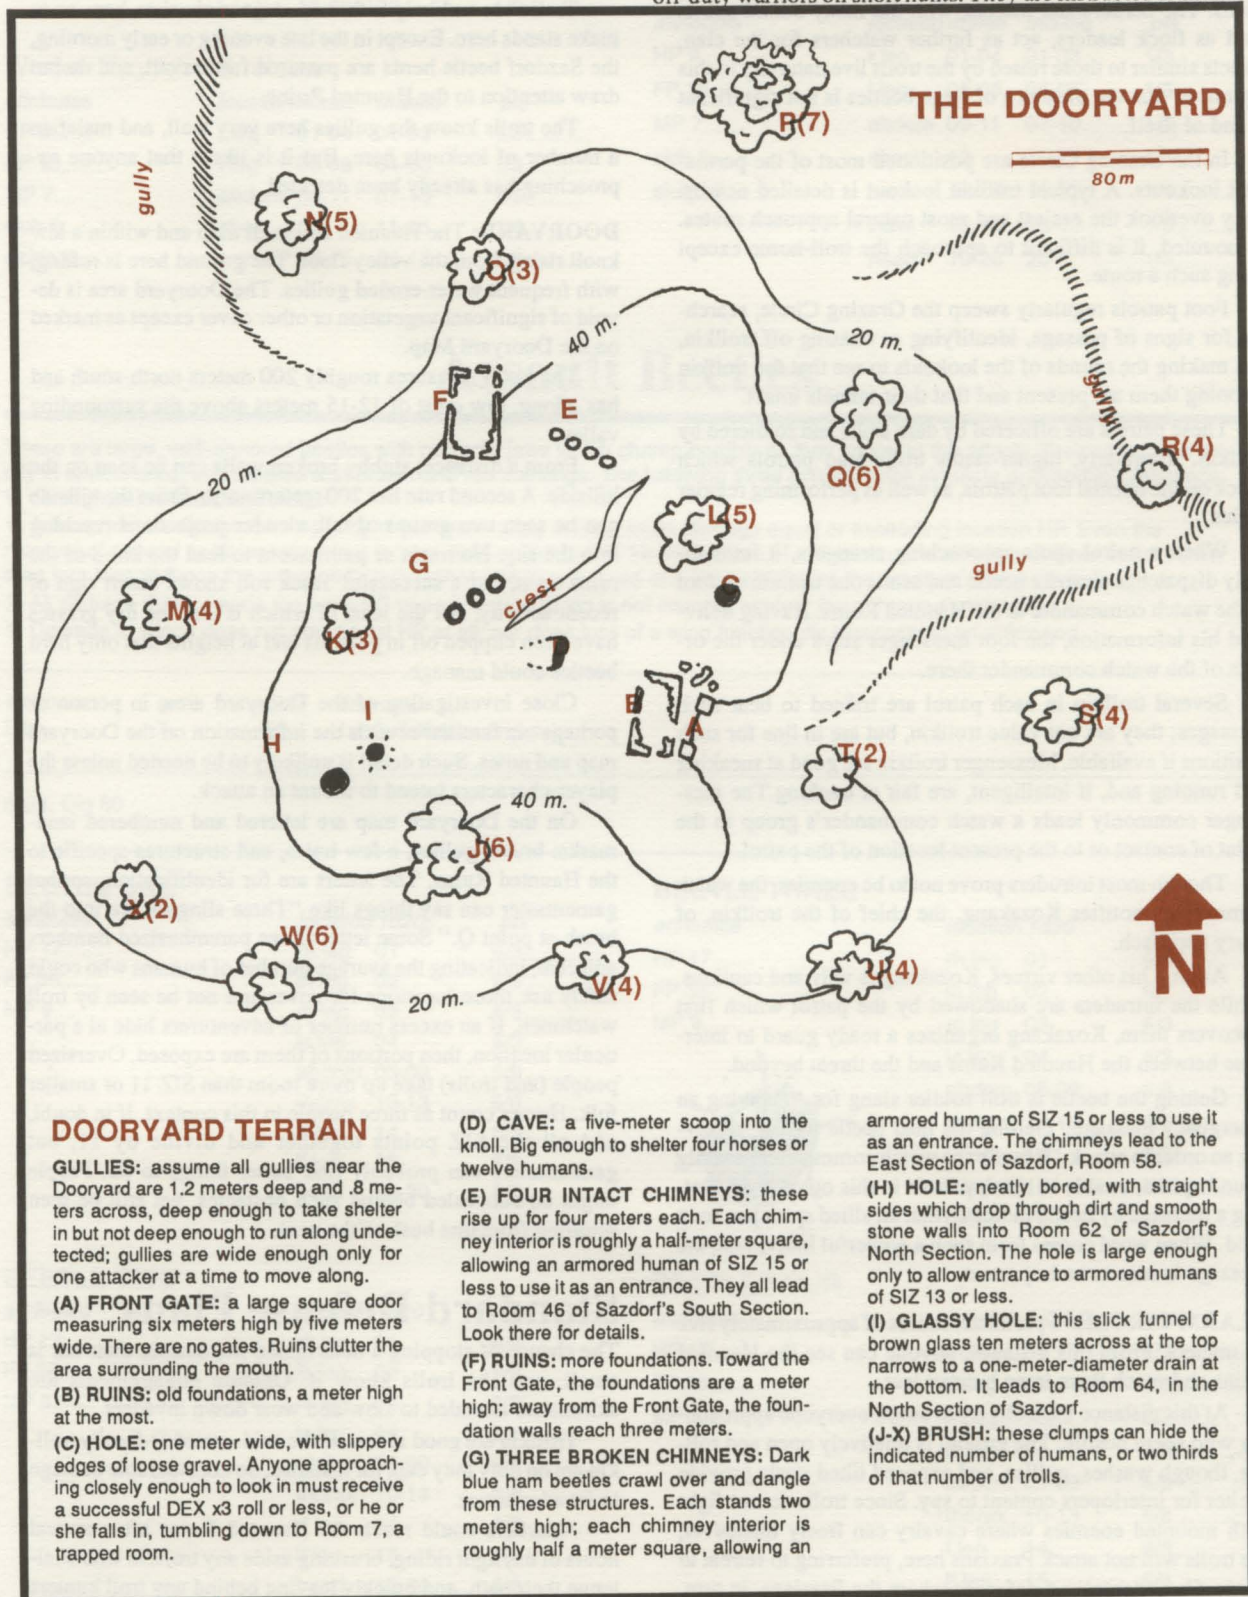 THE DOORYARD
80 m
P(7)
gully
N(5)
O(3)
20 m.
40 m.
gully
F
E
Q(6)
R(4)
20 m.
L(5)
G
C
gully
crest
M(4)
K(3)
B
A
S(4)
I
H
T(2)
40 m.
J(6)
X(2)
W(6)
V(4)
U(4)
20 m.
N
DOORYARD TERRAIN
GULLIES: assume all gullies near the
Dooryard are 1.2 meters deep and .8 me-
ters across, deep enough to take shelter
in but not deep enough to run along unde-
tected; gullies are wide enough only for
one attacker at a time to move along.
(A) FRONT GATE: a large square door
measuring six meters high by five meters
wide. There are no gates. Ruins clutter the
area surrounding the mouth.
(B) RUINS: old foundations, a meter high
at the most.
(C) HOLE: one meter wide, with slippery
edges of loose gravel. Anyone approach-
ing closely enough to look in must receive
a successful DEX x3 roll or less, or he or
she falls in, tumbling down to Room 7, a
trapped room.
(D) CAVE: a five-meter scoop into the
knoll. Big enough to shelter four horses or
twelve humans.
(E) FOUR INTACT CHIMNEYS: these
rise up for four meters each. Each chim-
ney interior is roughly a half-meter square,
allowing an armored human of SIZ 15 or
less to use it as an entrance. They all lead
to Room 46 of Sazdorf's South Section.
Look there for details.
(F) RUINS: more foundations. Toward the
Front Gate, the foundations are a meter
high; away from the Front Gate, the foun-
dation walls reach three meters.
(G) THREE BROKEN CHIMNEYS: Dark
blue ham beetles crawl over and dangle
from these structures. Each stands two
meters high; each chimney interior is
roughly half a meter square, allowing an
armored human of SIZ 15 or less to use it
as an entrance. The chimneys lead to the
East Section of Sazdorf, Room 58.
(H) HOLE: neatly bored, with straight
sides which drop through dirt and smooth
stone walls into Room 62 of Sazdorf's
North Section. The hole is large enough
only to allow entrance to armored humans
of SIZ 13 or less.
(I) GLASSY HOLE: this slick funnel of
brown glass ten meters across at the top
narrows to a one-meter-diameter drain at
the bottom. It leads to Room 64, in the
North Section of Sazdorf.
(J-X) BRUSH: these clumps can hide the
indicated number of humans, or two thirds
of that number of trolls.